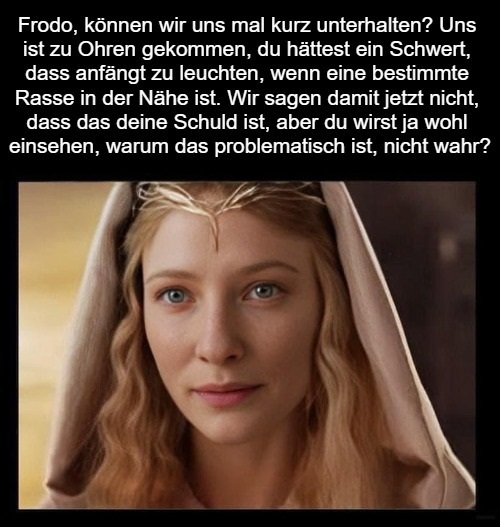 Frodo, können wir uns mal kurz unterhalten? Uns
ist zu Ohren gekommen, du hättest ein Schwert,
dass anfängt zu leuchten, wenn eine bestimmte
Rasse in der Nähe ist. Wir sagen damit jetzt nicht,
dass das deine Schuld ist, aber du wirst ja wohl
einsehen, warum das problematisch ist, nicht wahr?